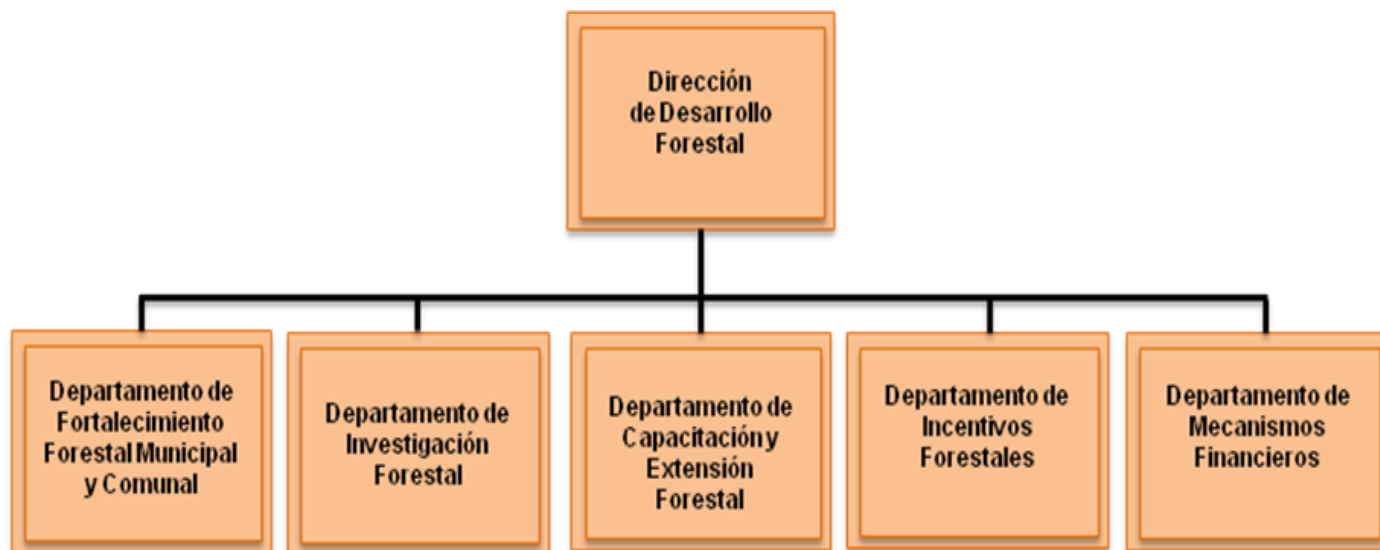 Dirección
de Desarrollo
Forestal
Departamento de
Fortalecimiento
Forestal Municipal
y Comunal
Departamento de
Investigación
Forestal
Departamento de
Capacitación y
Extensión
Forestal
Departamento de
Incentivos
Forestales
Departamento de
Mecanismos
Financieros